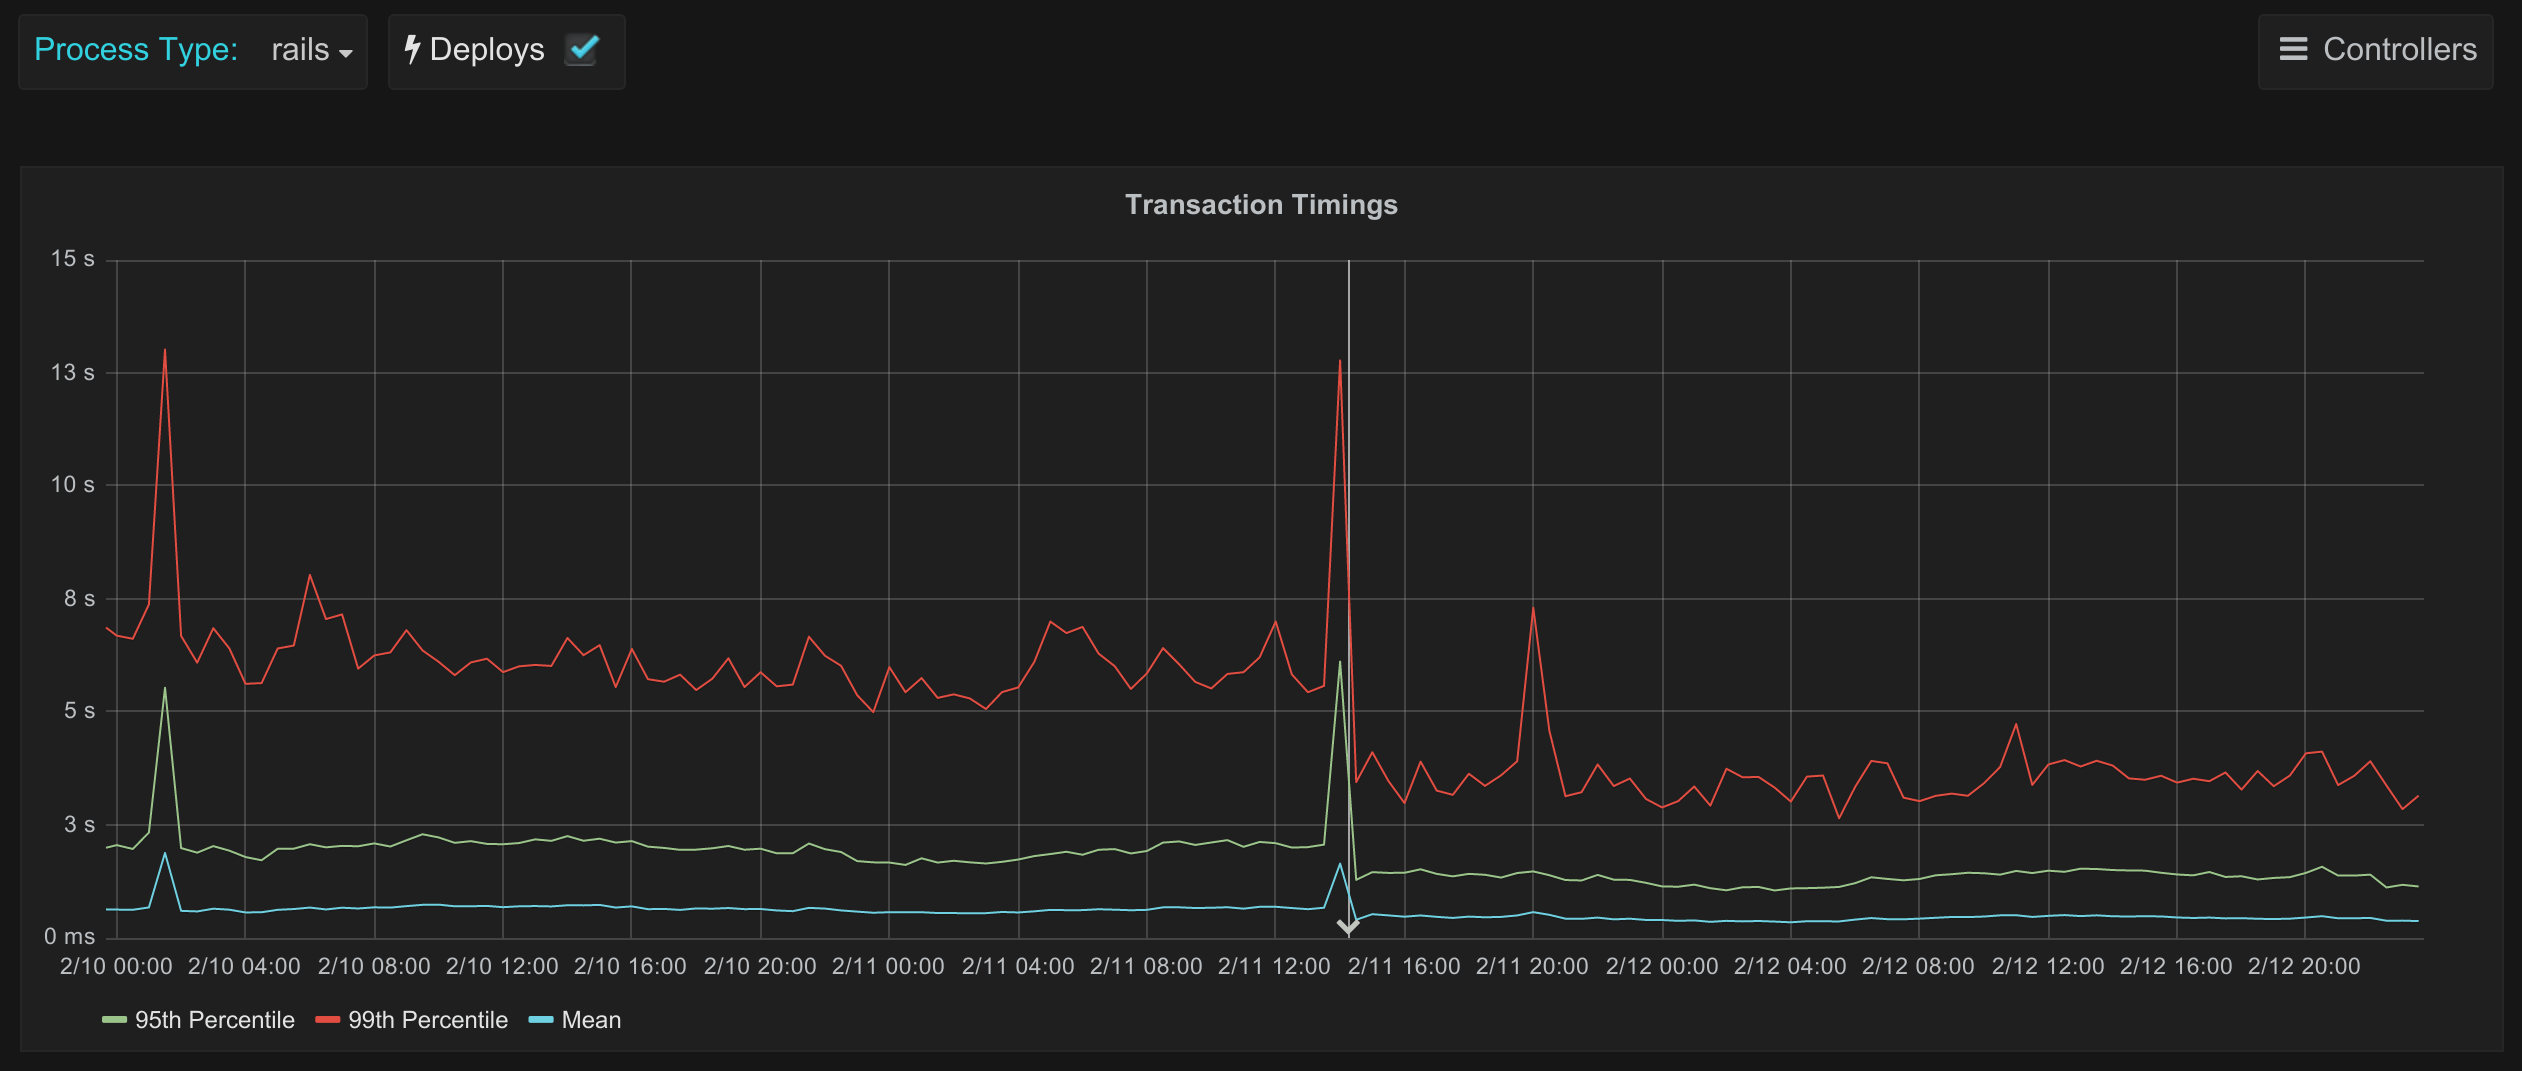 Process Type: rails Deploys Controllers
Transaction Timings
15 s
13 s
10 s
8 s
5 s
3 s
0 ms
2/10 00:00 2/10 04:00 2/10 08:00 2/10 12:00 2/10 16:00 2/10 20:00 2/11 00:00 2/11 04:00 2/11 08:00 2/11 12:00 2/11 16:00 2/11 20:00 2/12 00:00 2/12 04:00 2/12 08:00 2/12 12:00 2/12 16:00 2/12 20:00
95th Percentile 99th Percentile Mean